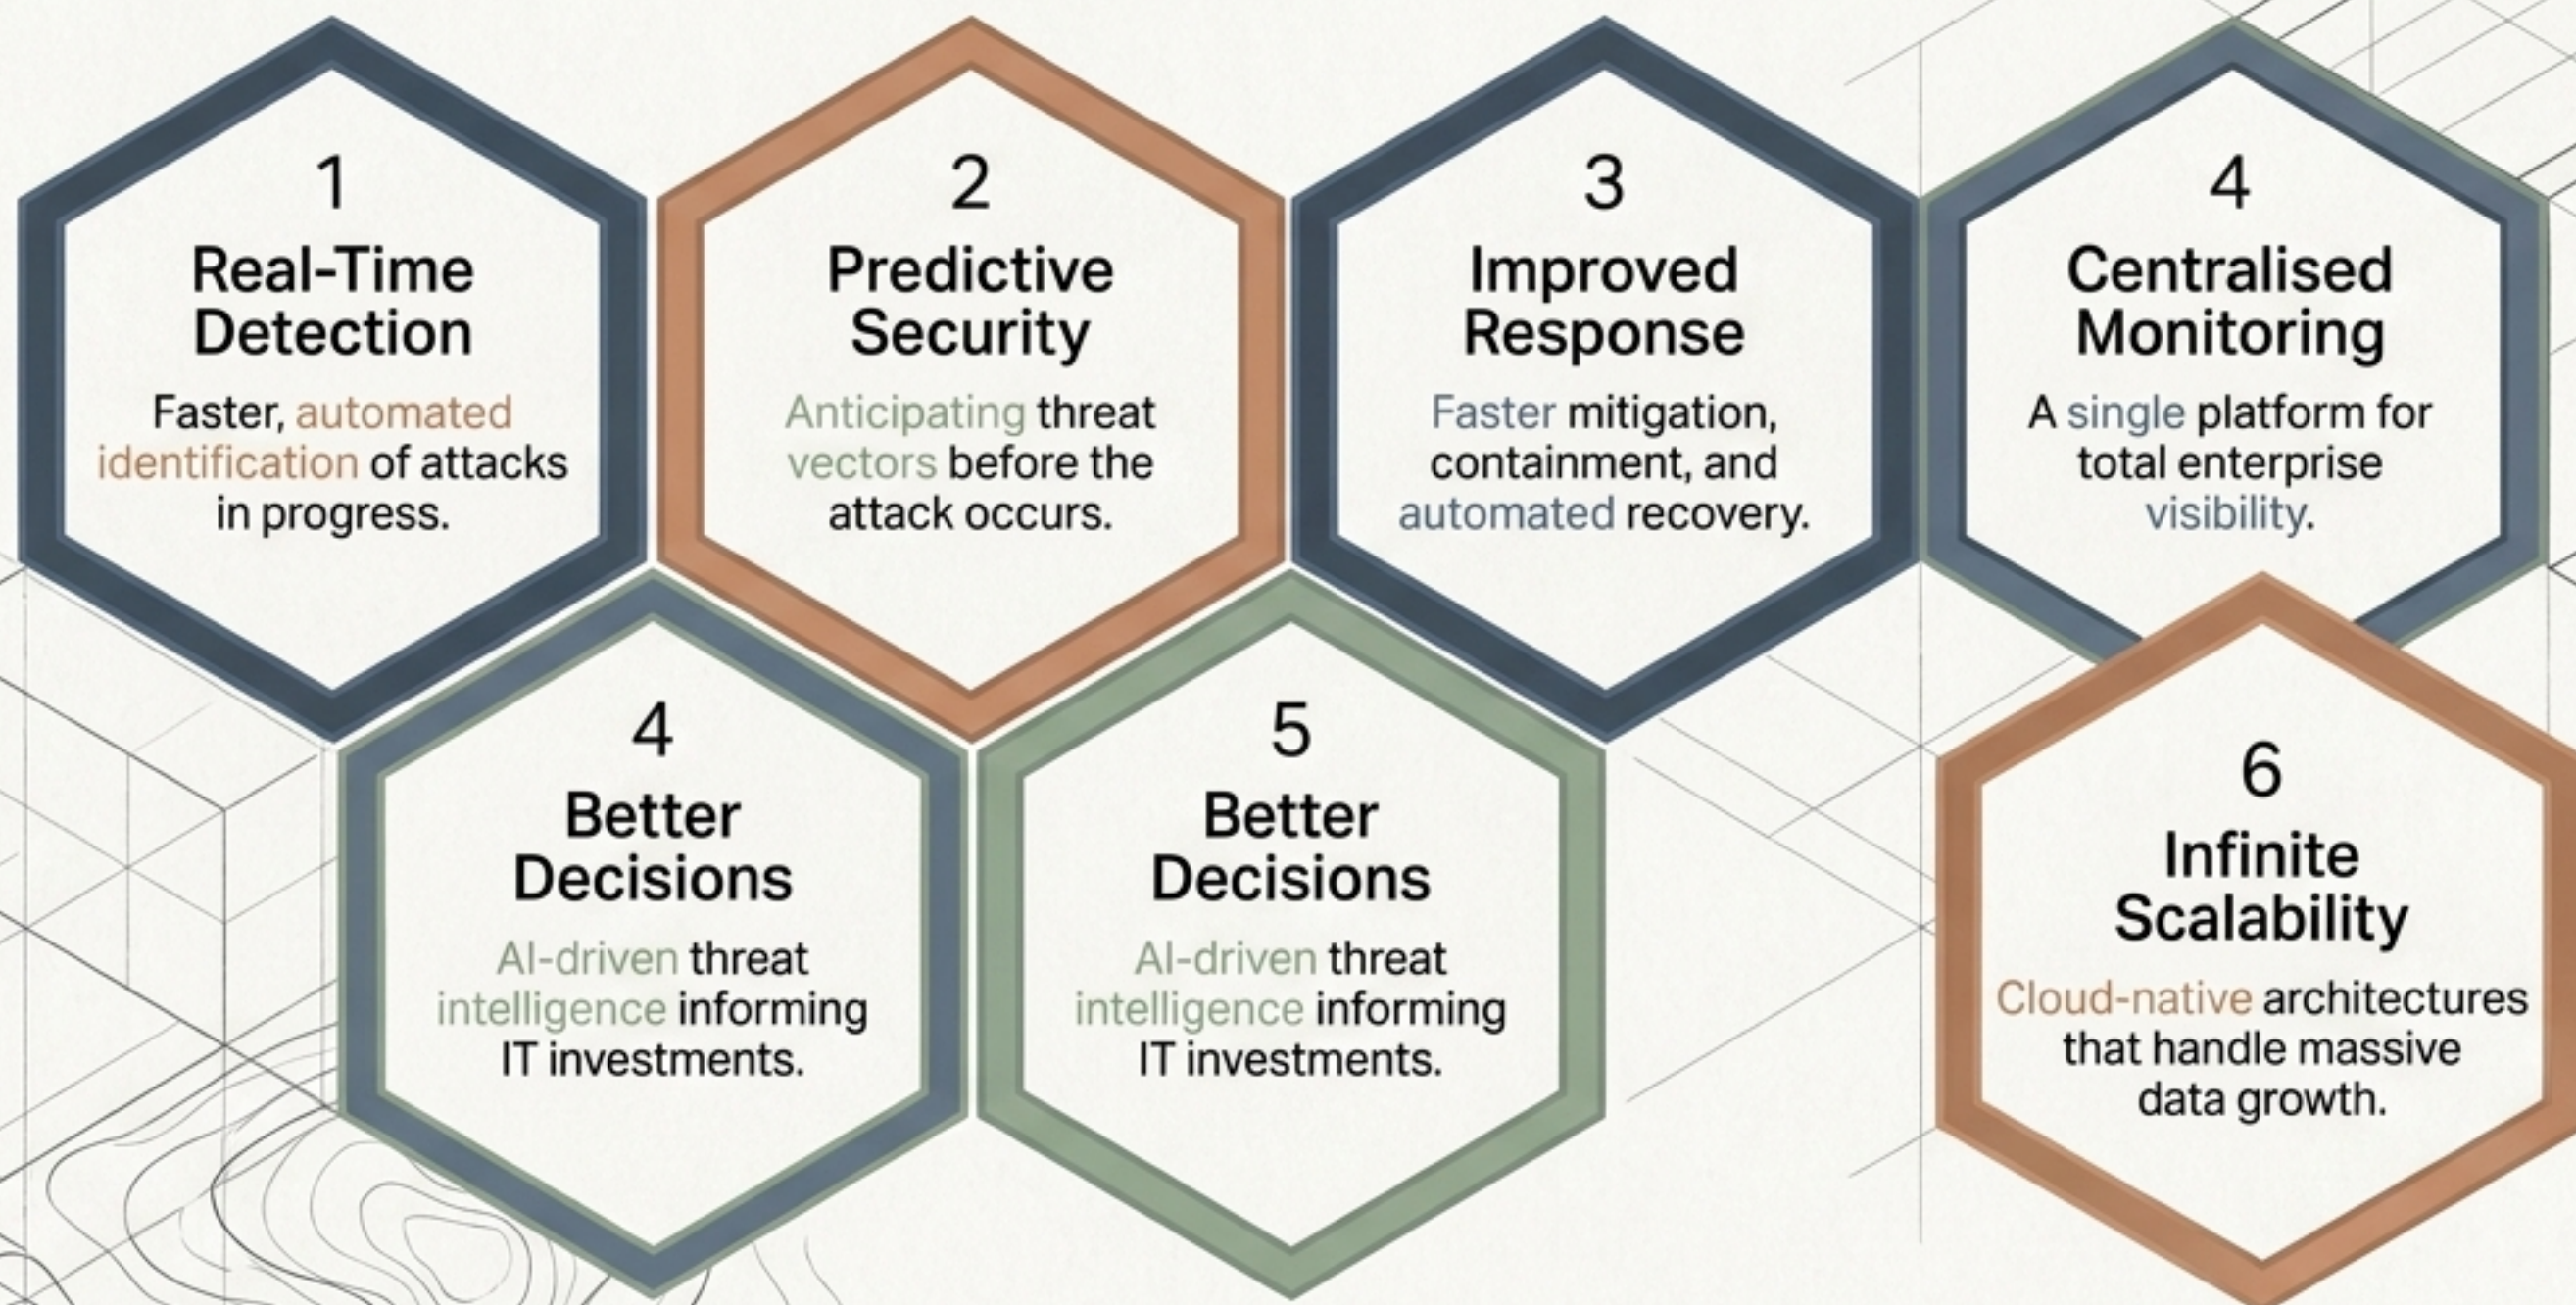 1
Real-Time
Detection
Faster, automated
identification of attacks
in progress.
2
Predictive
Security
Anticipating threat
vectors before the
attack occurs.
3
Improved
Response
Faster mitigation,
containment, and
automated recovery.
4
Centralised
Monitoring
A single platform for
total enterprise
visibility.
4
Better
Decisions
AI-driven threat
intelligence informing
IT investments.
5
Better
Decisions
AI-driven threat
intelligence informing
IT investments.
6
Infinite
Scalability
Cloud-native architectures
that handle massive
data growth.